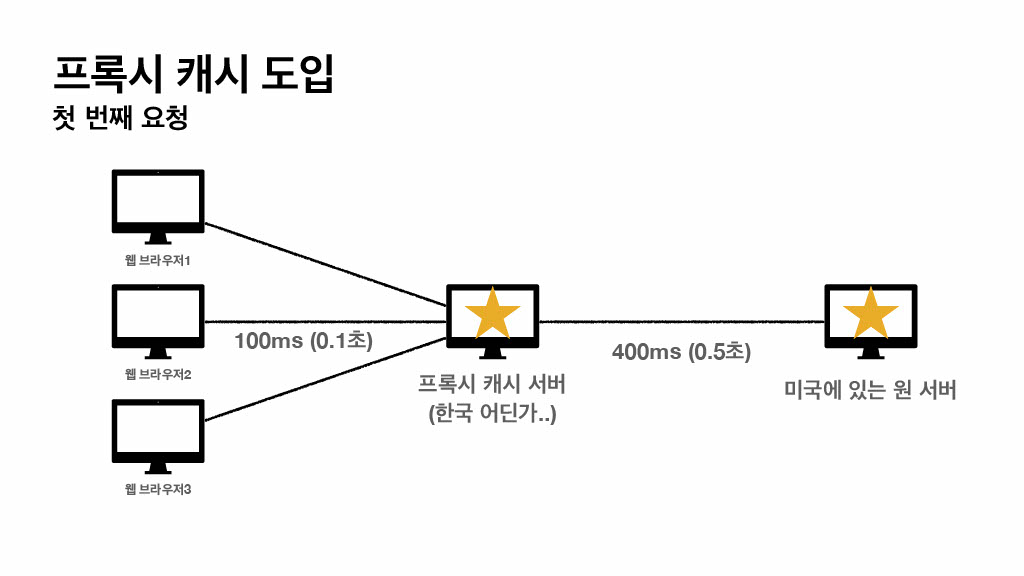 프록시 캐시 도입
첫 번째 요청
웹 브라우저1
웹 브라우저2
웹 브라우저3
100ms (0.1초)
프록시 캐시 서버
(한국 어딘가..)
400ms (0.5초)
미국에 있는 원 서버